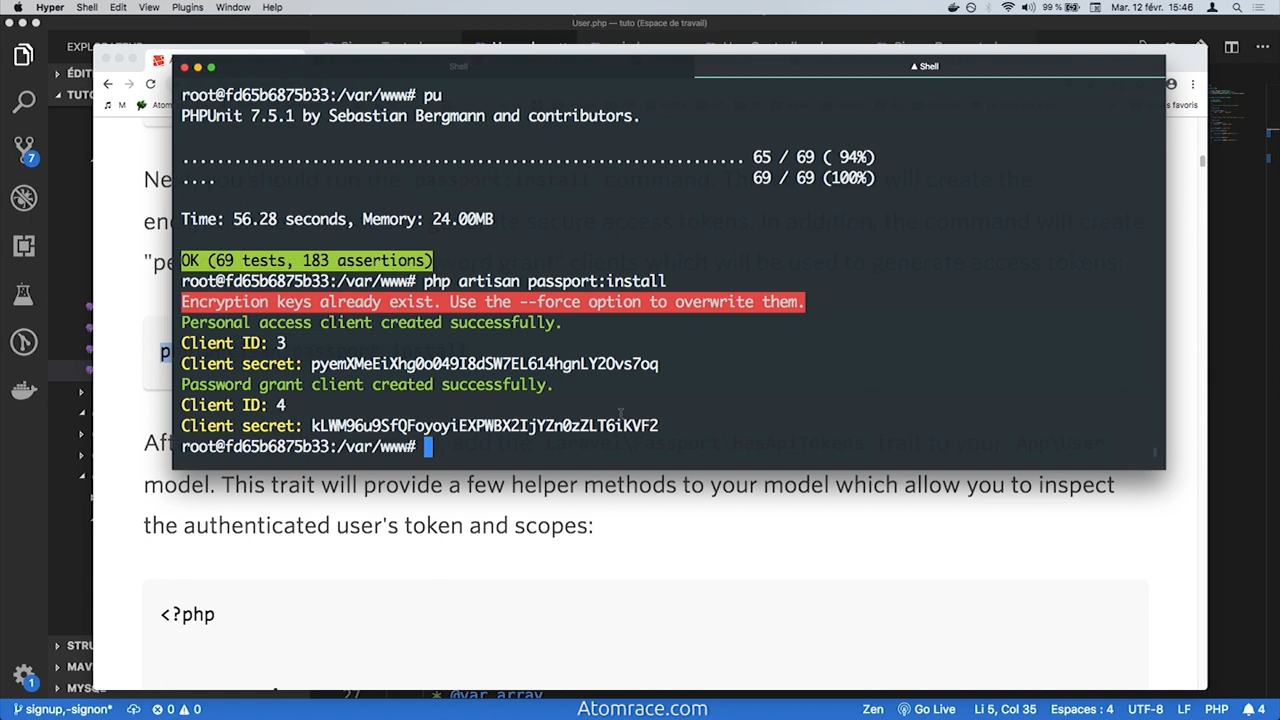 Hyper Shell Edit View Plugins Window Help
99 % Mar. 12 févr. 15:46
User.php — tuto (Espace de travail)
Shell
▲ Shell
root@fd65b6875b33:/var/www# pu
PHPUnit 7.5.1 by Sebastian Bergmann and contributors.
................................................................. 65 / 69 ( 94%)
.... 69 / 69 (100%)
Time: 56.28 seconds, Memory: 24.00MB
OK (69 tests, 183 assertions)
root@fd65b6875b33:/var/www# php artisan passport:install
Encryption keys already exist. Use the --force option to overwrite them.
Personal access client created successfully.
Client ID: 3
Client secret: pyemXMeEiXhg0o049I8dSW7EL614hgnLY2Ovs7oq
Password grant client created successfully.
Client ID: 4
Client secret: kLWM96u9SfQFoyoyiEXPWBX2IjYZn0zZLT6iKVF2
root@fd65b6875b33:/var/www#
model. This trait will provide a few helper methods to your model which allow you to inspect
the authenticated user's token and scopes:
<?php
27 * @var array
signup,-signon* 0 0 Atomrace.com Zen Go Live Li 5, Col 35 Espaces : 4 UTF-8 LF PHP 4